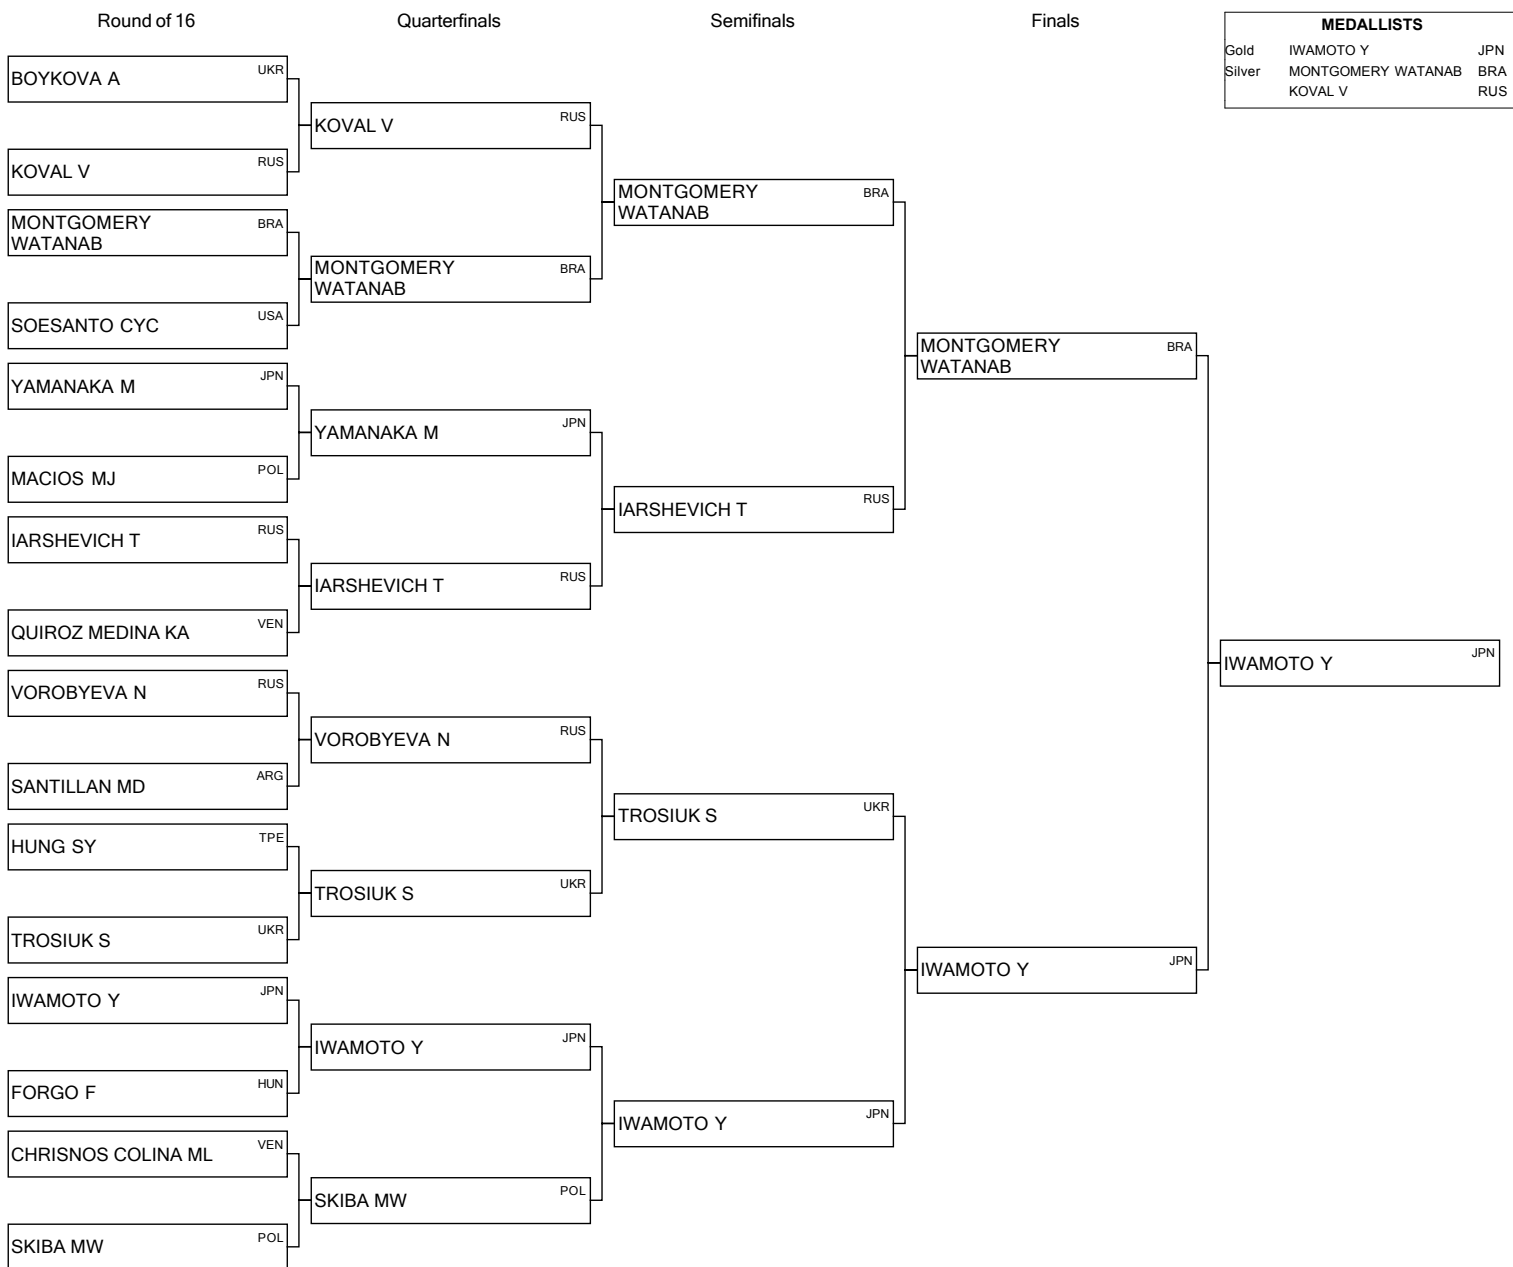 Round of 16
Quarterfinals
Semifinals
Finals
MEDALLISTS
Gold IWAMOTO Y JPN
Silver MONTGOMERY WATANAB BRA
KOVAL V RUS
BOYKOVA A UKR
KOVAL V RUS
MONTGOMERY BRA
WATANAB
SOESANTO CYC USA
YAMANAKA M JPN
MACIOS MJ POL
IARSHEVICH T RUS
QUIROZ MEDINA KA VEN
VOROBYEVA N RUS
SANTILLAN MD ARG
HUNG SY TPE
TROSIUK S UKR
IWAMOTO Y JPN
FORGO F HUN
CHRISNOS COLINA ML VEN
SKIBA MW POL
KOVAL V RUS
MONTGOMERY BRA
WATANAB
YAMANAKA M JPN
IARSHEVICH T RUS
VOROBYEVA N RUS
TROSIUK S UKR
IWAMOTO Y JPN
SKIBA MW POL
MONTGOMERY BRA
WATANAB
IARSHEVICH T RUS
TROSIUK S UKR
IWAMOTO Y JPN
MONTGOMERY BRA
WATANAB
IWAMOTO Y JPN
IWAMOTO Y JPN